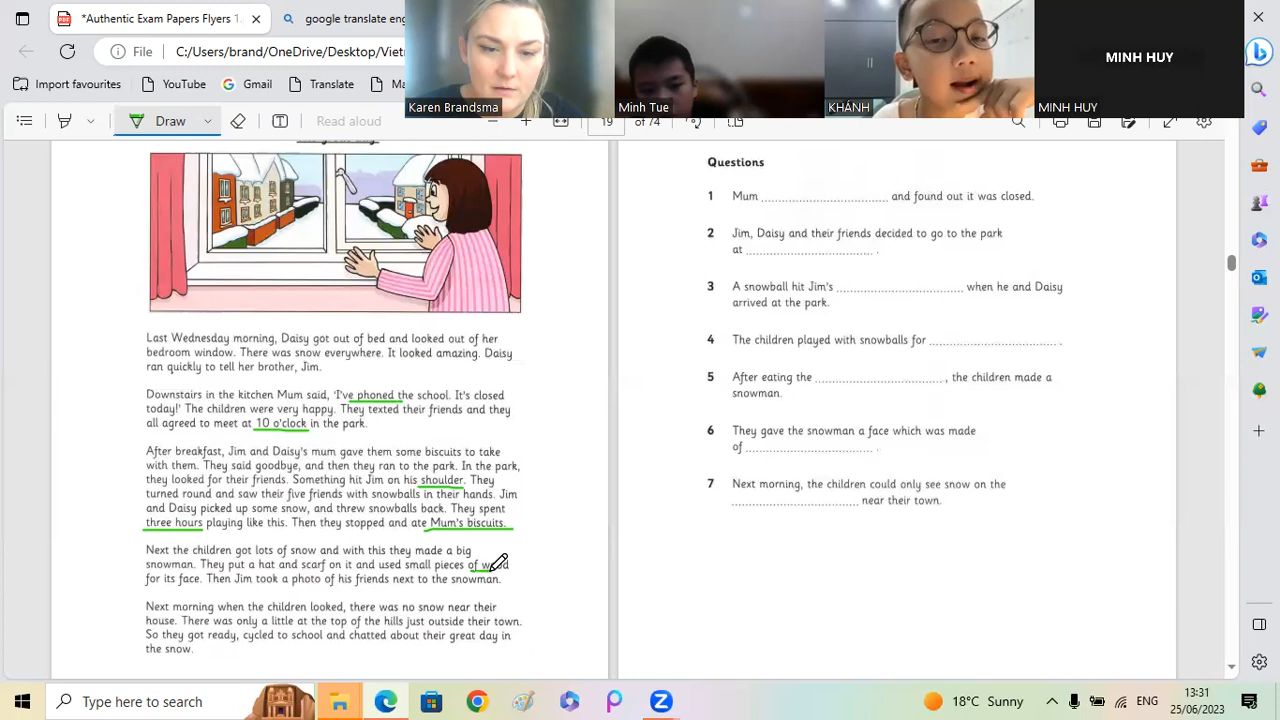 *Authentic Exam Papers Flyers 1
google translate eng
File
C:/Users/brand/OneDrive/Desktop/Viet
Import favourites
YouTube
Gmail
Translat
Karen Brandsma
Minh Tue
KHÁNH
MINH HUY
MINH HUY
Draw
Read aloud
19 of 74
Last Wednesday morning, Daisy got out of bed and looked out of her
bedroom window. There was snow everywhere. It looked amazing. Daisy
ran quickly to tell her brother, Jim.
Downstairs in the kitchen Mum said, 'I've phoned the school. It's closed
today!' The children were very happy. They texted their friends and they
all agreed to meet at 10 o'clock in the park.
After breakfast, Jim and Daisy's mum gave them some biscuits to take
with them. They said goodbye, and then they ran to the park. In the park,
they looked for their friends. Something hit Jim on his shoulder. They
turned round and saw their five friends with snowballs in their hands. Jim
and Daisy picked up some snow, and threw snowballs back. They spent
three hours playing like this. Then they stopped and ate Mum's biscuits.
Next the children got lots of snow and with this they made a big
snowman. They put a hat and scarf on it and used small pieces of wood
for its face. Then Jim took a photo of his friends next to the snowman.
Next morning when the children looked, there was no snow near their
house. There was only a little at the top of the hills just outside their town.
So they got ready, cycled to school and chatted about their great day in
the snow.
Questions
1 Mum ................................ and found out it was closed.
2 Jim, Daisy and their friends decided to go to the park
at ................................ .
3 A snowball hit Jim's ................................ when he and Daisy
arrived at the park.
4 The children played with snowballs for ................................ .
5 After eating the ................................ , the children made a
snowman.
6 They gave the snowman a face which was made
of ................................ .
7 Next morning, the children could only see snow on the
................................ near their town.
Type here to search
18°C Sunny
ENG
13:31
25/06/2023